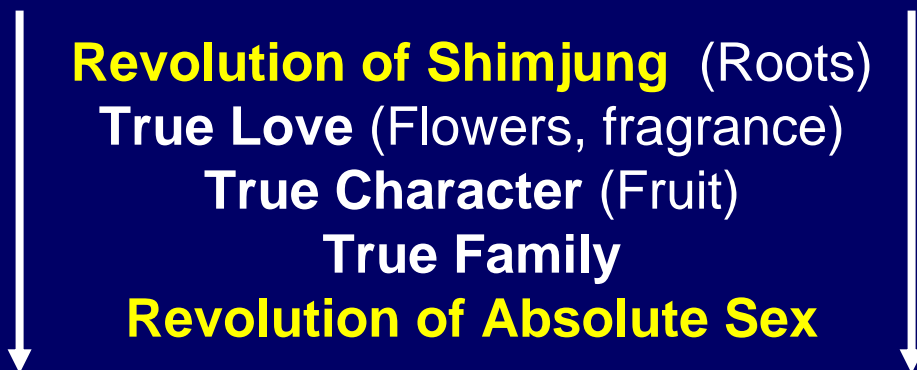 Revolution of Shimjung (Roots)
True Love (Flowers, fragrance)
True Character (Fruit)
True Family
Revolution of Absolute Sex